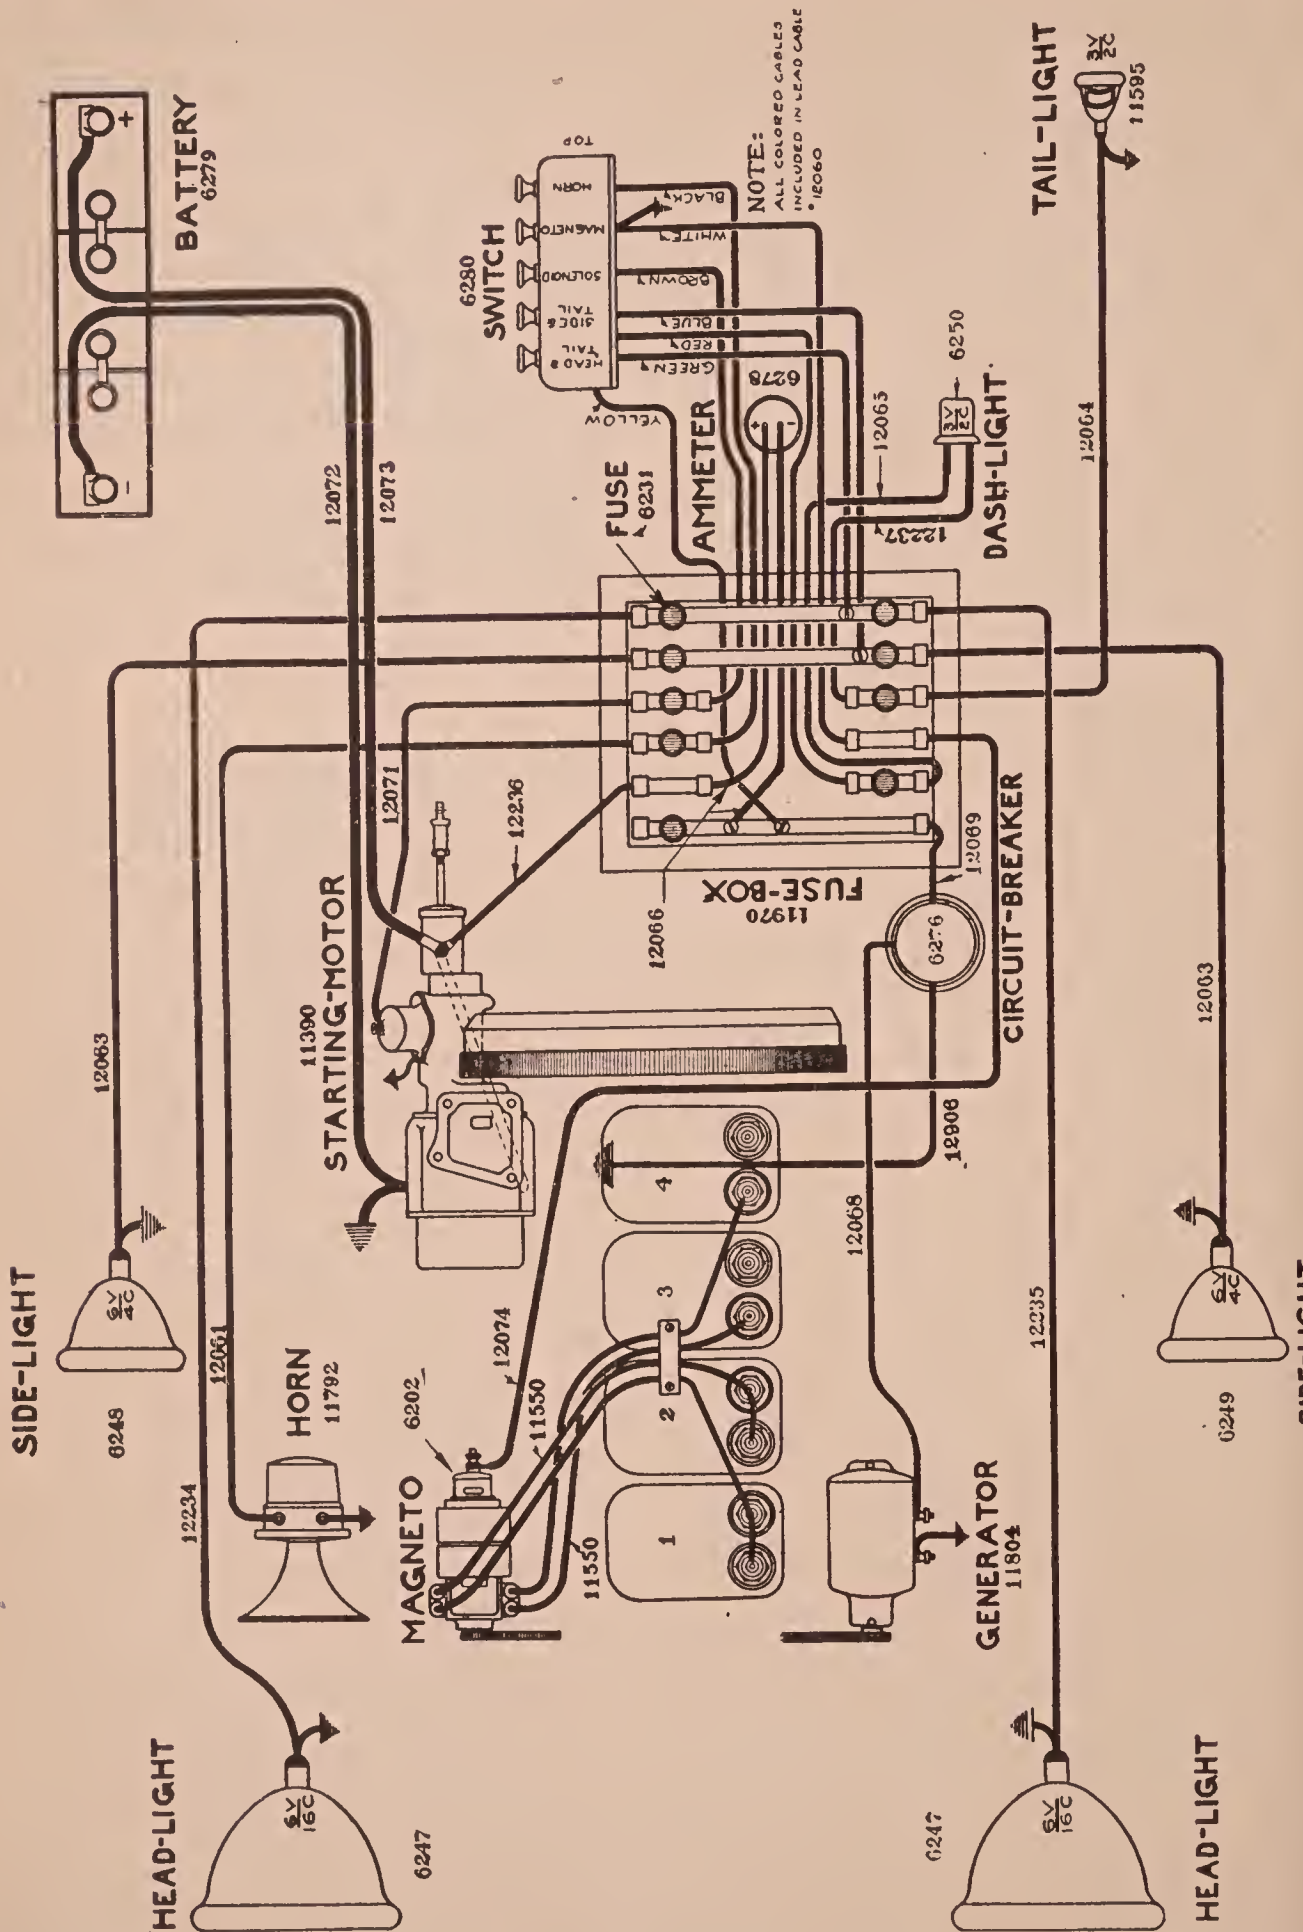 BATTERY
6279
+
-
TOP
HORN
MAGNETO
SOLENOID
SIDE &
TAIL
HEAD &
TAIL
6280
SWITCH
BLACK
WHITE
BROWN
BLUE
RED
GREEN
YELLOW
NOTE:
ALL COLORED CABLES
INCLUDED IN LEAD CABLE
*12060
TAIL-LIGHT
3V
2C
11595
12072
12073
FUSE
6231
AMMETER
6278
+
-
12065
6250
3V
2C
12237
DASH-LIGHT
12064
12071
12236
12066
FUSE-BOX
11970
12069
6276
CIRCUIT-BREAKER
11390
STARTING-MOTOR
12063
12063
12906
12068
12235
SIDE-LIGHT
6V
4C
6248
12061
12234
HORN
11792
MAGNETO
6202
12074
11550
11550
1
2
3
4
GENERATOR
11804
6V
4C
6249
HEAD-LIGHT
6V
16C
6247
6247
6V
16C
HEAD-LIGHT